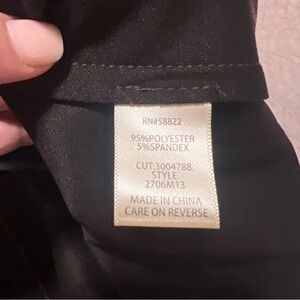 RN#58822
95%POLYESTER
5%SPANDEX
CUT:3004788
STYLE
2706M13
MADE IN CHINA
CARE ON REVERSE